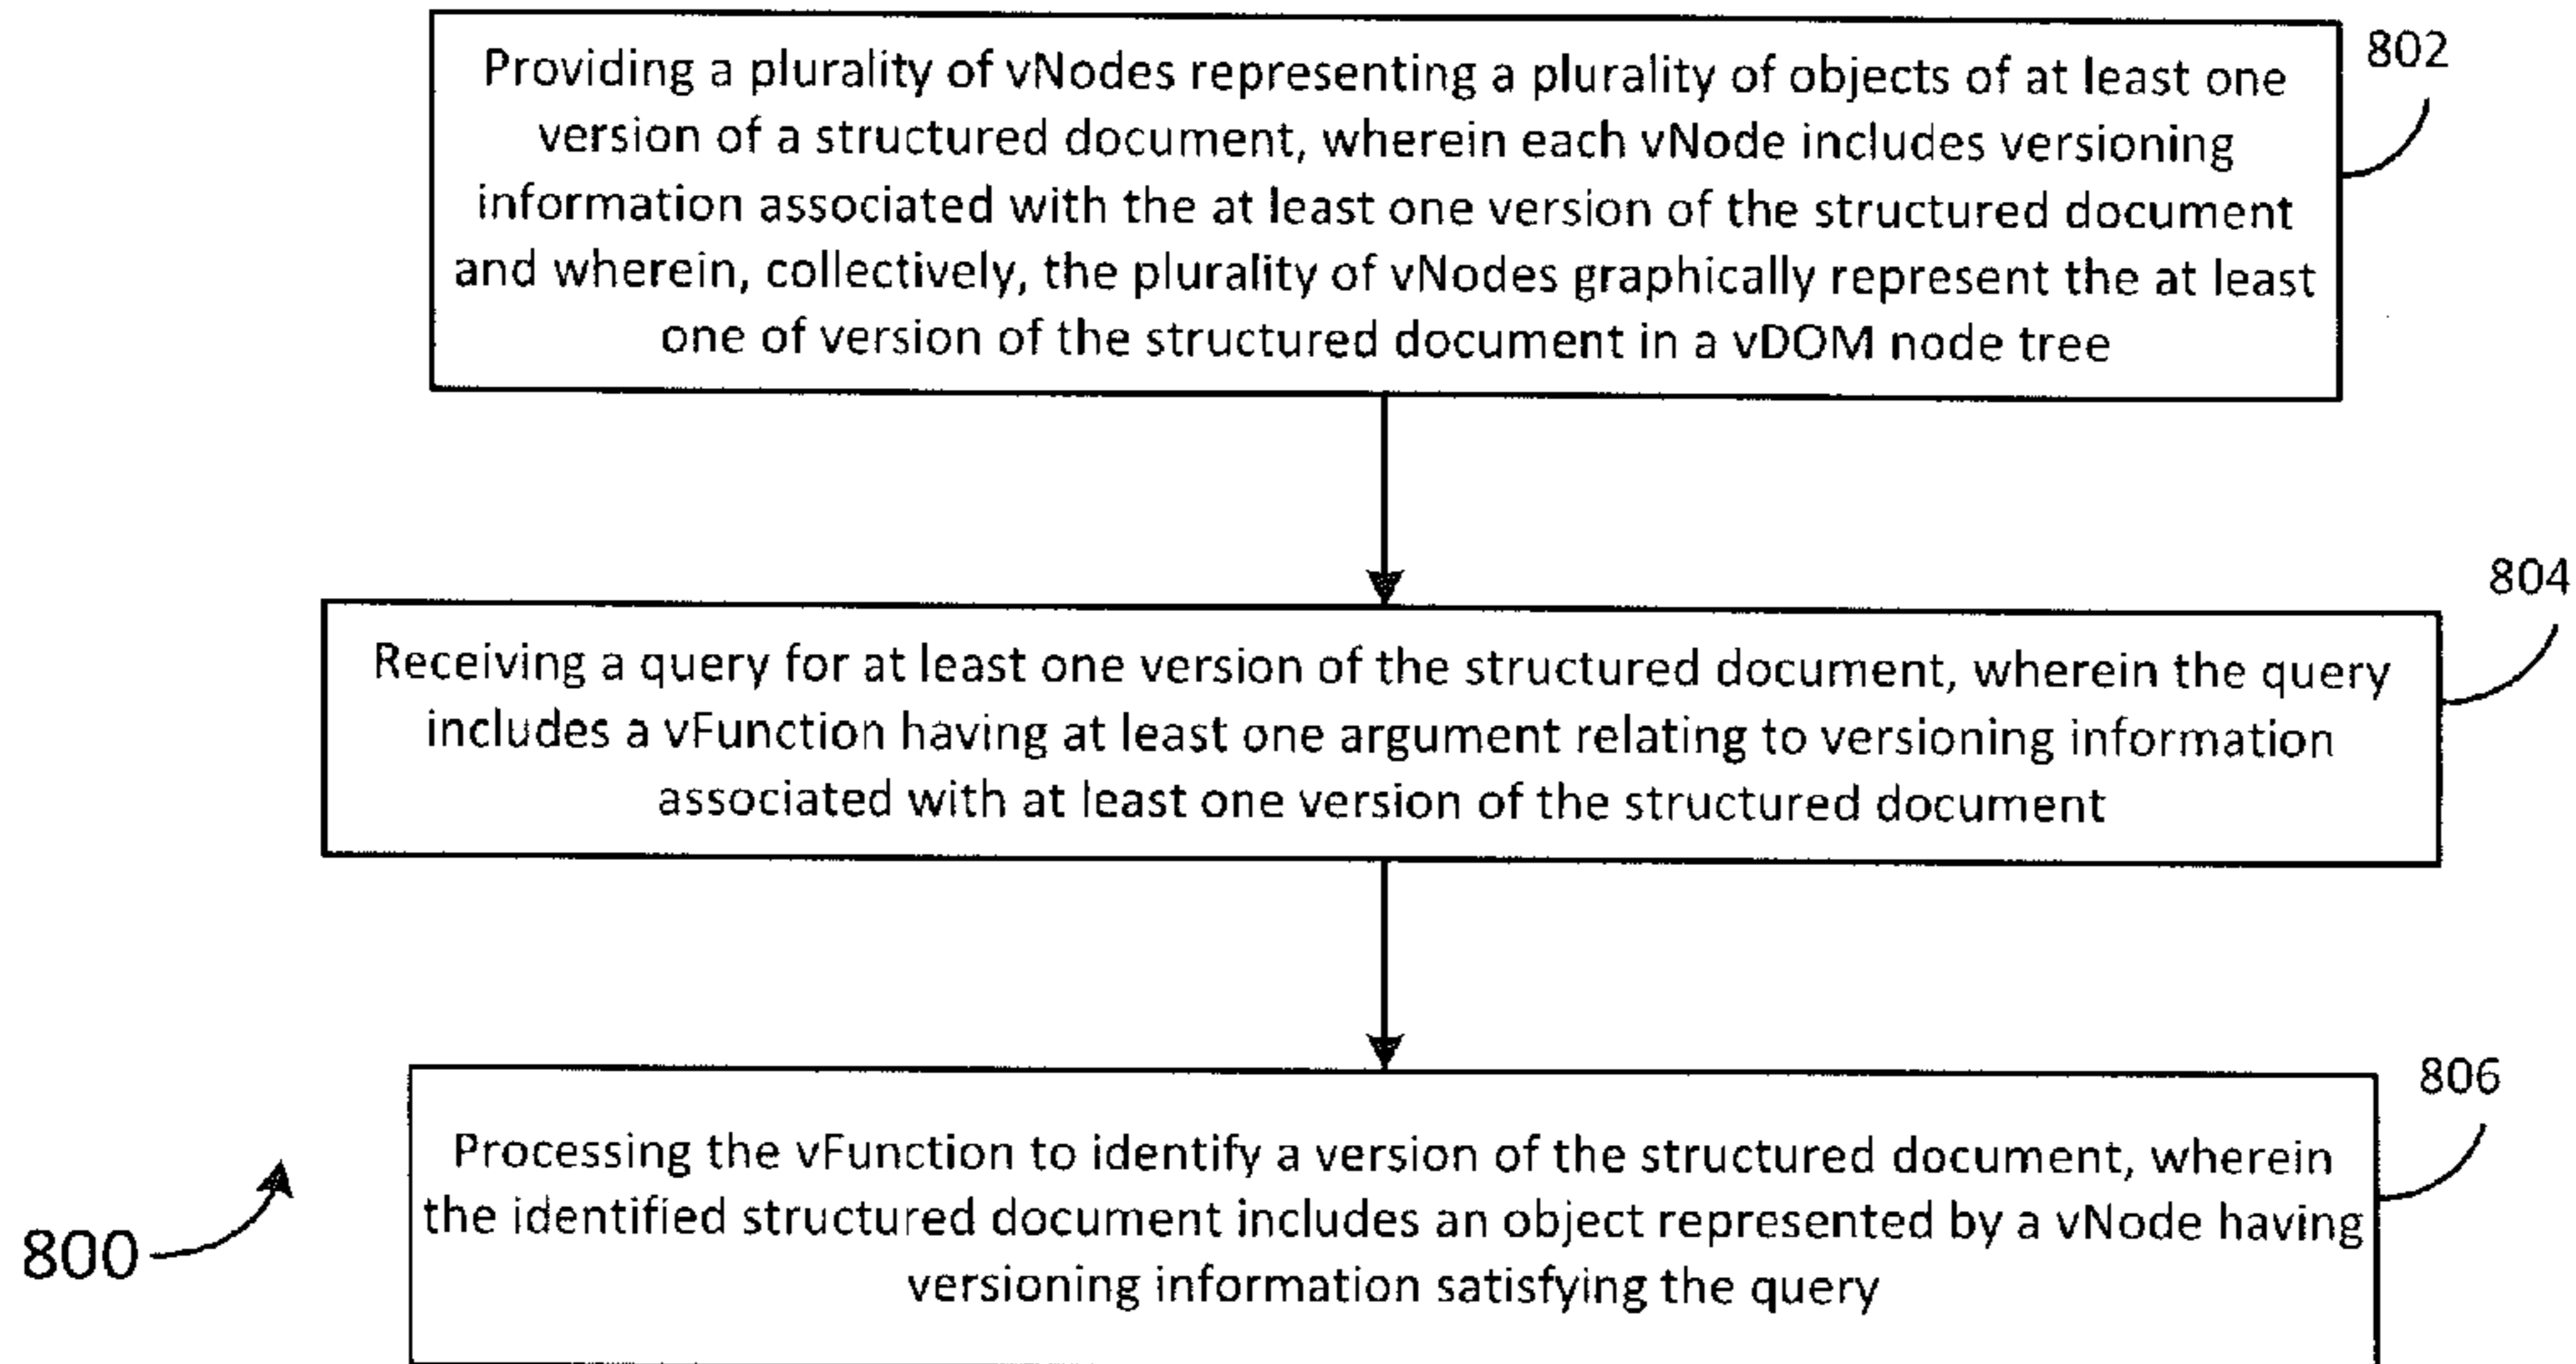 802
Providing a plurality of vNodes representing a plurality of objects of at least one
version of a structured document, wherein each vNode includes versioning
information associated with the at least one version of the structured document
and wherein, collectively, the plurality of vNodes graphically represent the at least
one of version of the structured document in a vDOM node tree
804
Receiving a query for at least one version of the structured document, wherein the query
includes a vFunction having at least one argument relating to versioning information
associated with at least one version of the structured document
806
Processing the vFunction to identify a version of the structured document, wherein
the identified structured document includes an object represented by a vNode having
versioning information satisfying the query
800